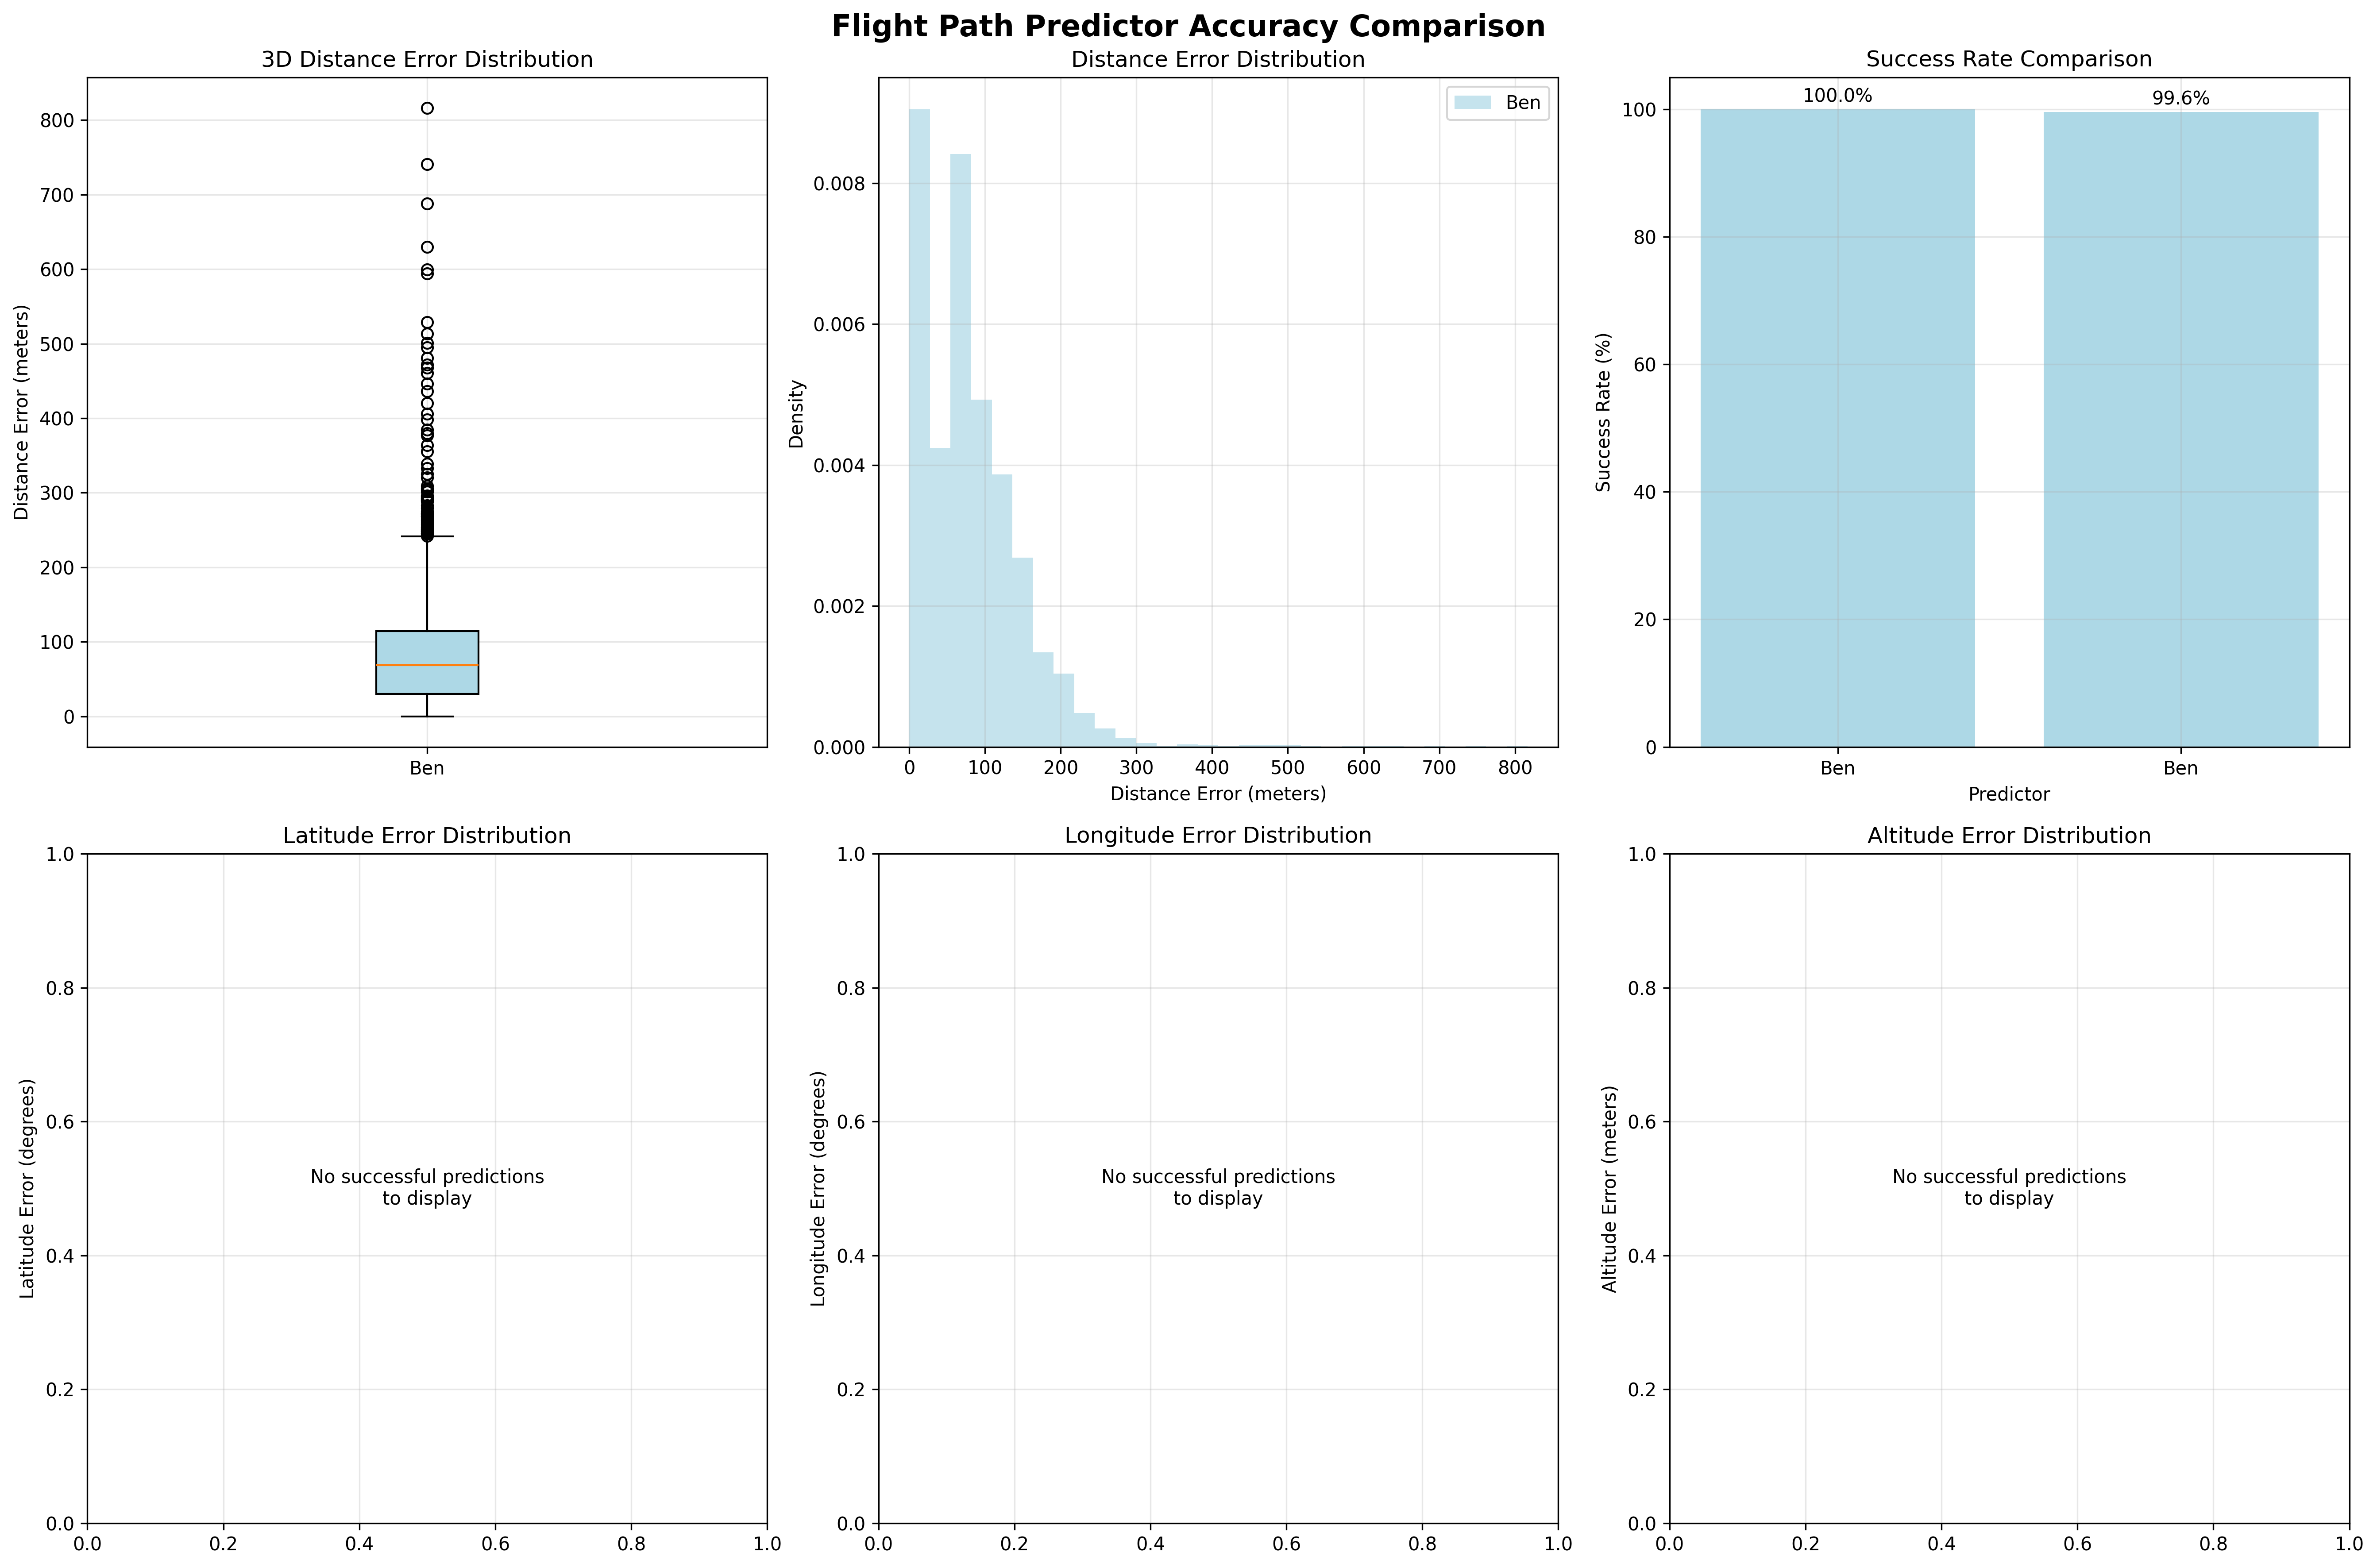 Flight Path Predictor Accuracy Comparison
3D Distance Error Distribution
Distance Error (meters)
800
700
600
500
400
300
200
100
0
Ben
Distance Error Distribution
Ben
Density
0.008
0.006
0.004
0.002
0.000
0 100 200 300 400 500 600 700 800
Distance Error (meters)
Success Rate Comparison
100.0% 99.6%
Success Rate (%)
100
80
60
40
20
0
Ben Ben
Predictor
Latitude Error Distribution
Latitude Error (degrees)
1.0
0.8
0.6
No successful predictions
to display
0.4
0.2
0.0
0.0 0.2 0.4 0.6 0.8 1.0
Longitude Error Distribution
Longitude Error (degrees)
1.0
0.8
0.6
No successful predictions
to display
0.4
0.2
0.0
0.0 0.2 0.4 0.6 0.8 1.0
Altitude Error Distribution
Altitude Error (meters)
1.0
0.8
0.6
No successful predictions
to display
0.4
0.2
0.0
0.0 0.2 0.4 0.6 0.8 1.0